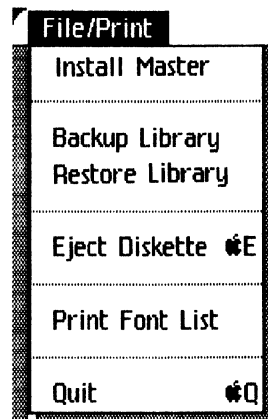 File/Print
Install Master
Backup Library
Restore Library
Eject Diskette E
Print Font List
Quit Q